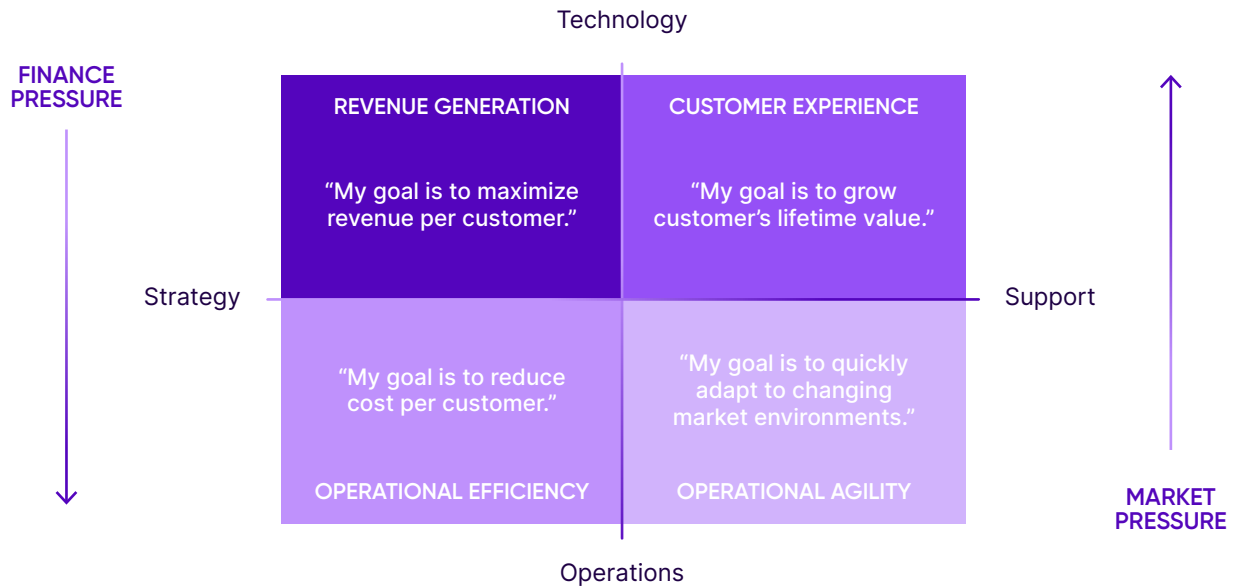 Technology
FINANCE
PRESSURE
REVENUE GENERATION
“My goal is to maximize
revenue per customer.”
CUSTOMER EXPERIENCE
“My goal is to grow
customer’s lifetime value.”
Strategy
Support
“My goal is to reduce
cost per customer.”
OPERATIONAL EFFICIENCY
“My goal is to quickly
adapt to changing
market environments.”
OPERATIONAL AGILITY
MARKET
PRESSURE
Operations